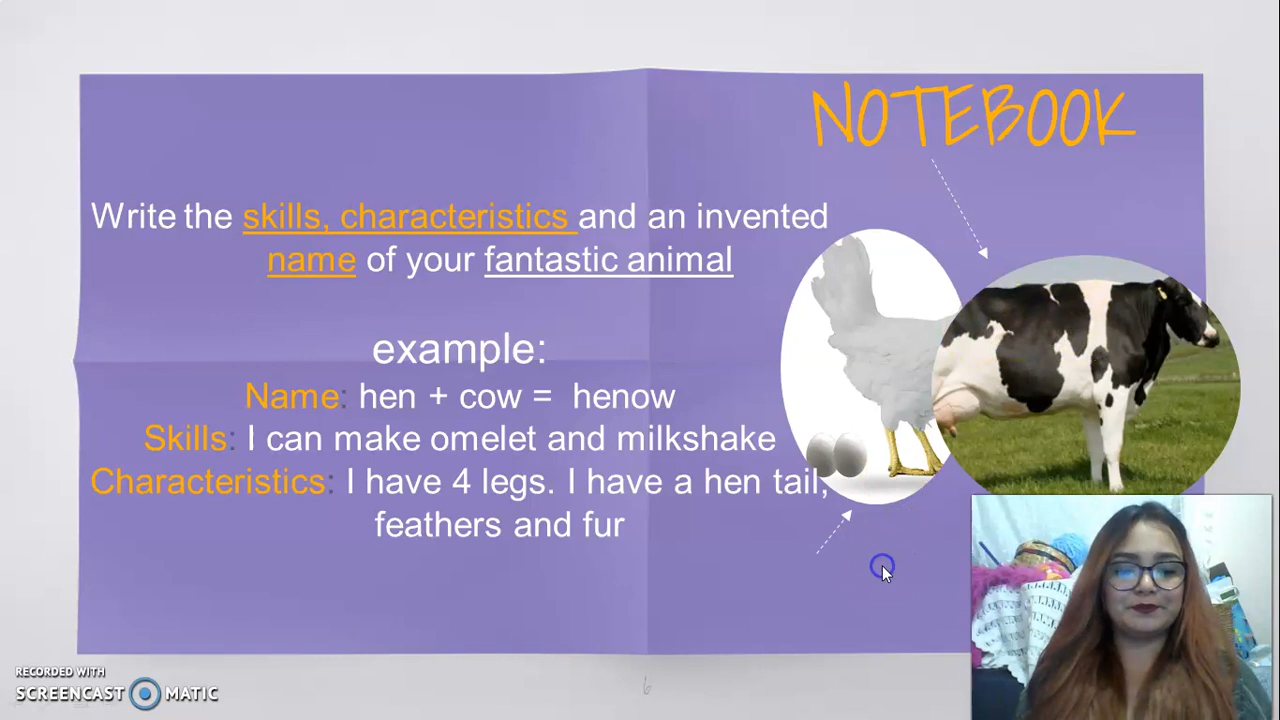 NOTEBOOK
Write the skills, characteristics and an invented
name of your fantastic animal
example:
Name: hen + cow = henow
Skills: I can make omelet and milkshake
Characteristics: I have 4 legs. I have a hen tail,
feathers and fur
6
RECORDED WITH
SCREENCAST MATIC